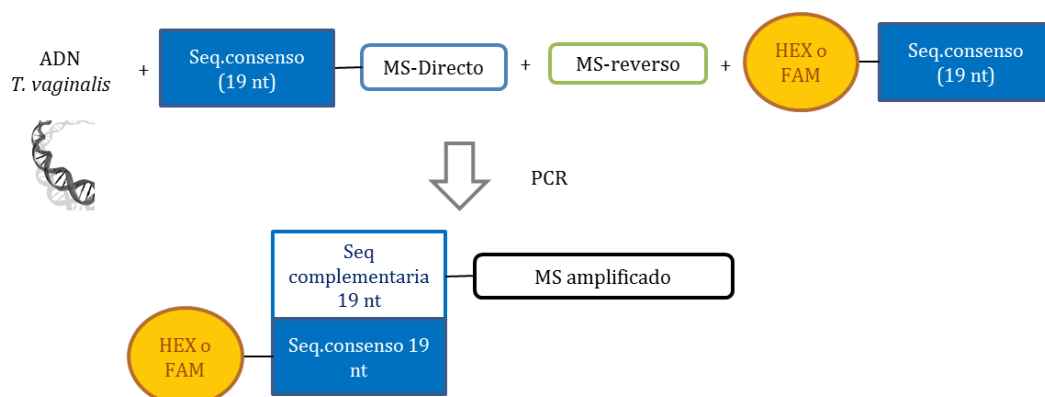 ADN
T. vaginalis
+
Seq.consenso
(19 nt)
MS-Directo
+
MS-reverso
+
HEX o
FAM
Seq.consenso
(19 nt)
PCR
Seq
complementaria
19 nt
MS amplificado
HEX o
FAM
Seq.consenso 19
nt